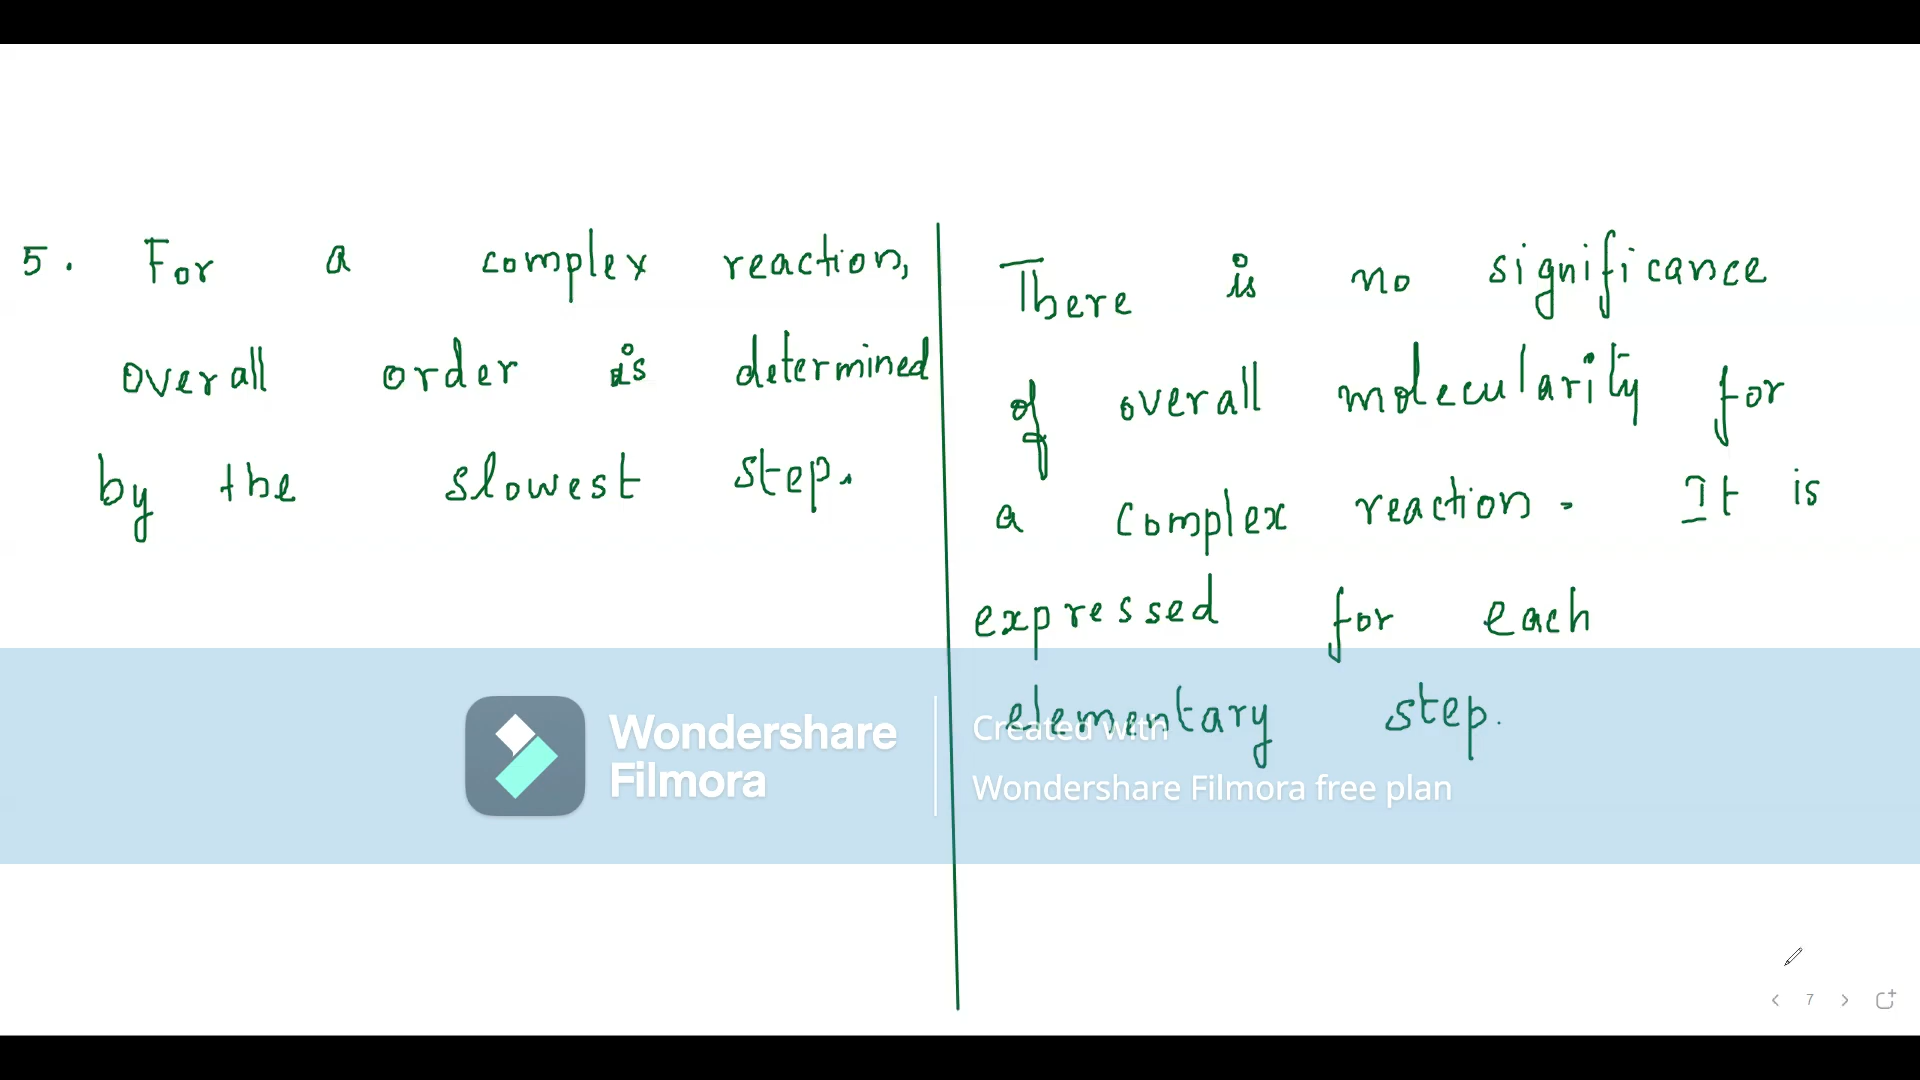 5. For a complex reaction,
overall order is determined
by the slowest step.
There is no significance
of overall molecularity for
a complex reaction. It is
expressed for each
elementary step.
Wondershare
Filmora
Created with
Wondershare Filmora free plan
7